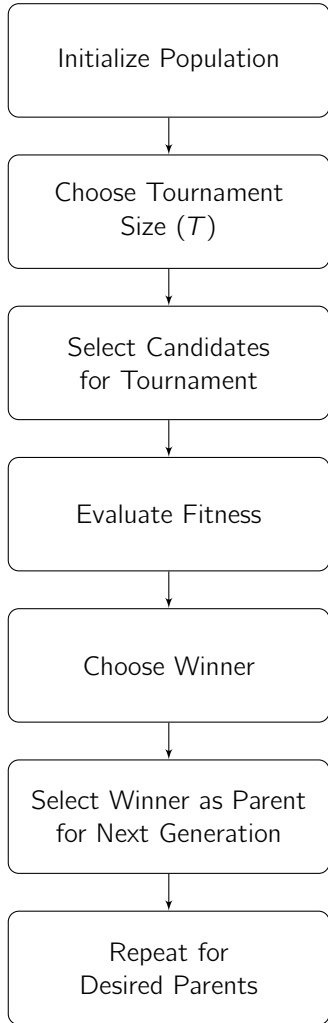 Initialize Population
Choose Tournament
Size (T)
Select Candidates
for Tournament
Evaluate Fitness
Choose Winner
Select Winner as Parent
for Next Generation
Repeat for
Desired Parents